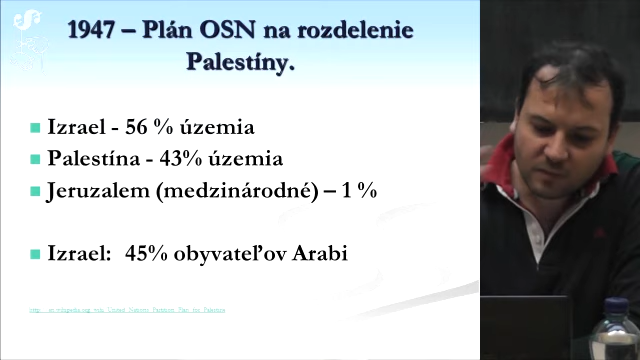 1947 – Plán OSN na rozdelenie
Palestíny.
Izrael - 56 % územia
Palestína - 43% územia
Jeruzalem (medzinárodné) – 1 %
Izrael: 45% obyvateľov Arabi